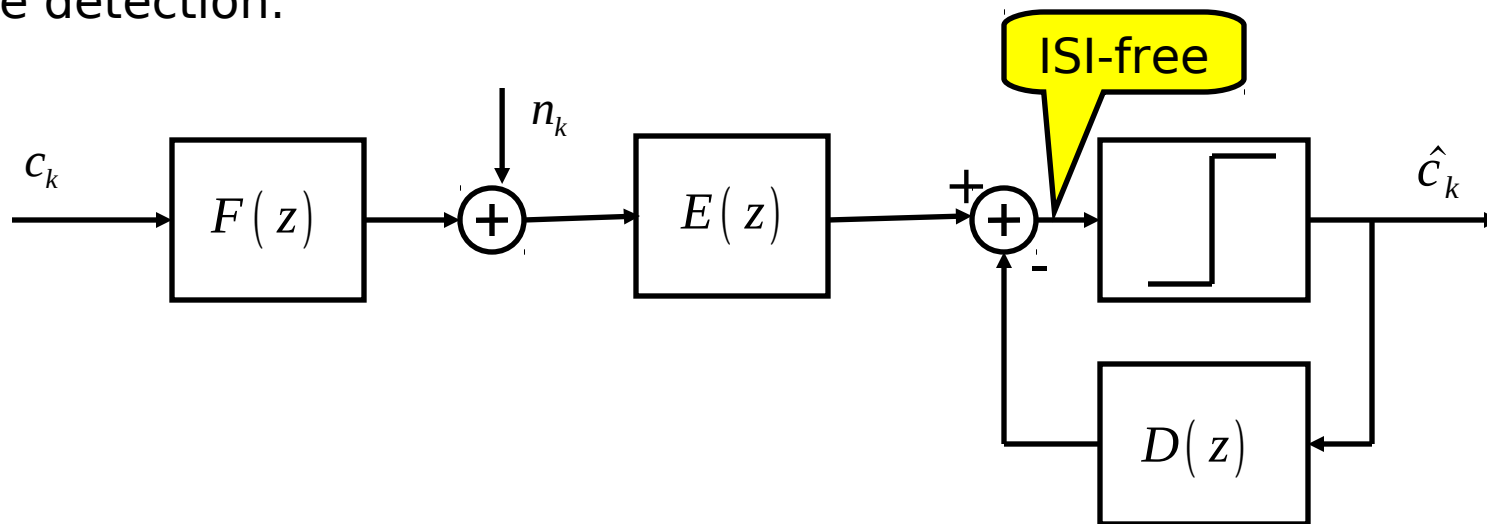 e detection.
ISI-free
c_k
n_k
F(z)
+
E(z)
+
+
-
ĉ_k
D(z)